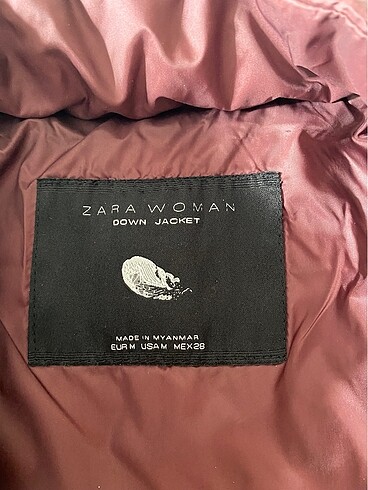 ZARA WOMAN
DOWN JACKET
MADE IN MYANMAR
EUR M USA M MEX 28